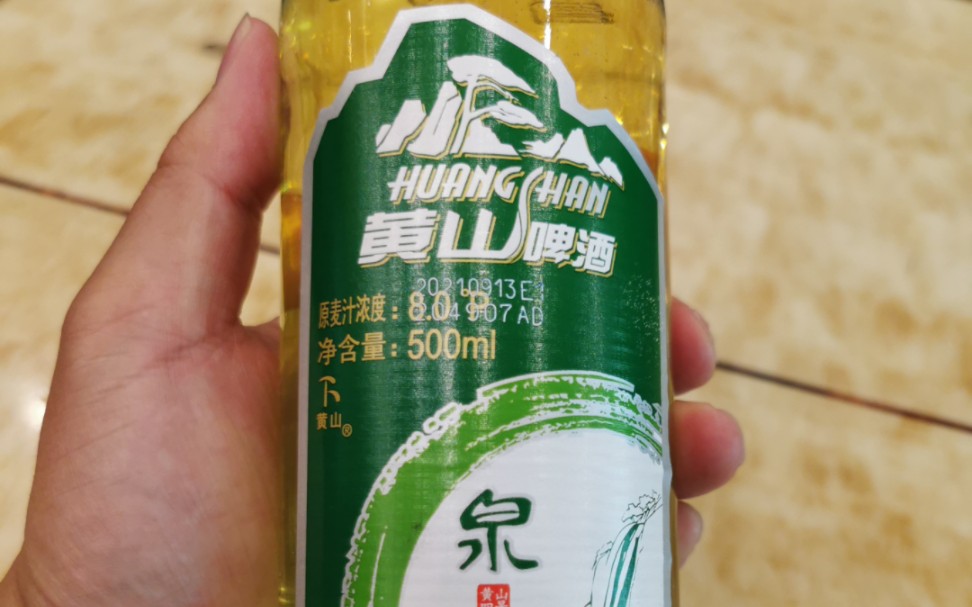 HUANGSHAN
黄山啤酒
20210913E
原麦汁浓度：8.0°P
04907AD
净含量：500ml
黄山®
泉